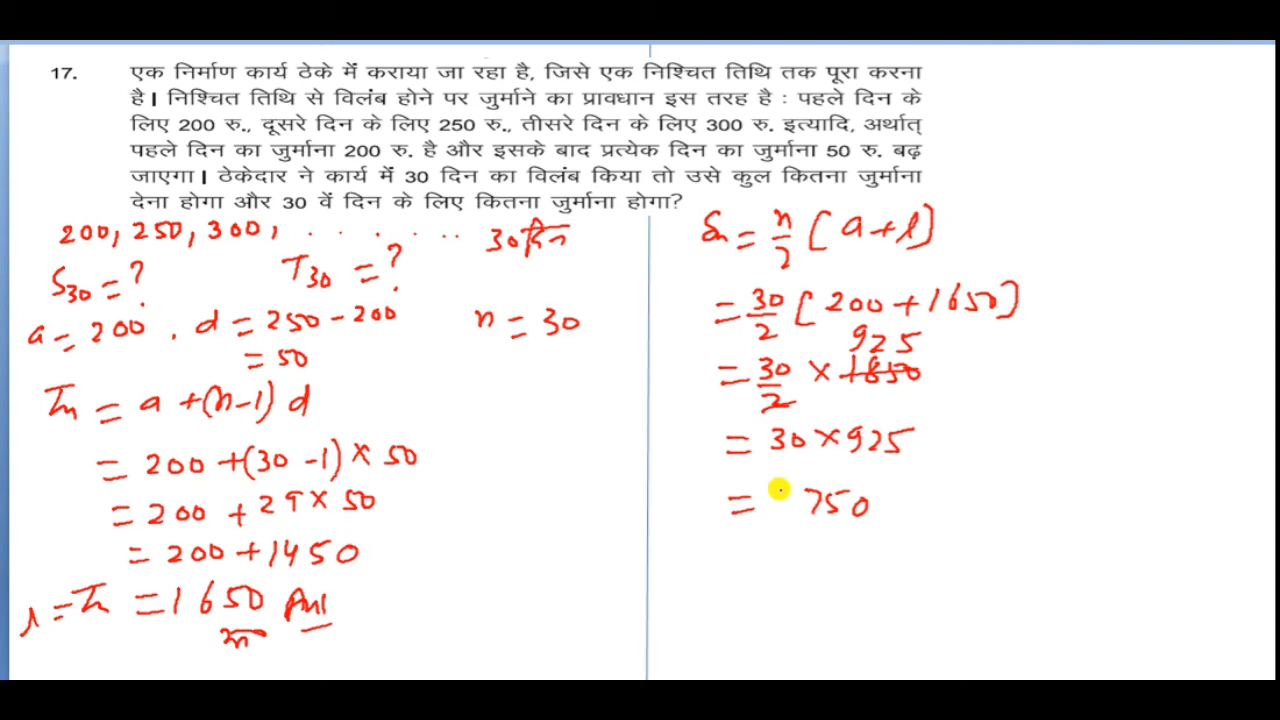 17. एक निर्माण कार्य ठेके में कराया जा रहा है, जिसे एक निश्चित तिथि तक पूरा करना
है। निश्चित तिथि से विलंब होने पर जुर्माने का प्रावधान इस तरह है : पहले दिन के
लिए 200 रु., दूसरे दिन के लिए 250 रु., तीसरे दिन के लिए 300 रु. इत्यादि, अर्थात्
पहले दिन का जुर्माना 200 रु. है और इसके बाद प्रत्येक दिन का जुर्माना 50 रु. बढ़
जाएगा। ठेकेदार ने कार्य में 30 दिन का विलंब किया तो उसे कुल कितना जुर्माना
देना होगा और 30 वें दिन के लिए कितना जुर्माना होगा?
200, 250, 300, . . . . . . 30दिन
S30 = ? T30 = ?
a = 200 . d = 250 - 200 n = 30
= 50
Tn = a + (n-1) d
= 200 + (30 - 1) × 50
= 200 + 29 × 50
= 200 + 1450
l = Tn = 1650 Ans
रू
Sn = n/2 [a + l]
= 30/2 [200 + 1650]
925
= 30/2 × 1850
= 30 × 925
= 750